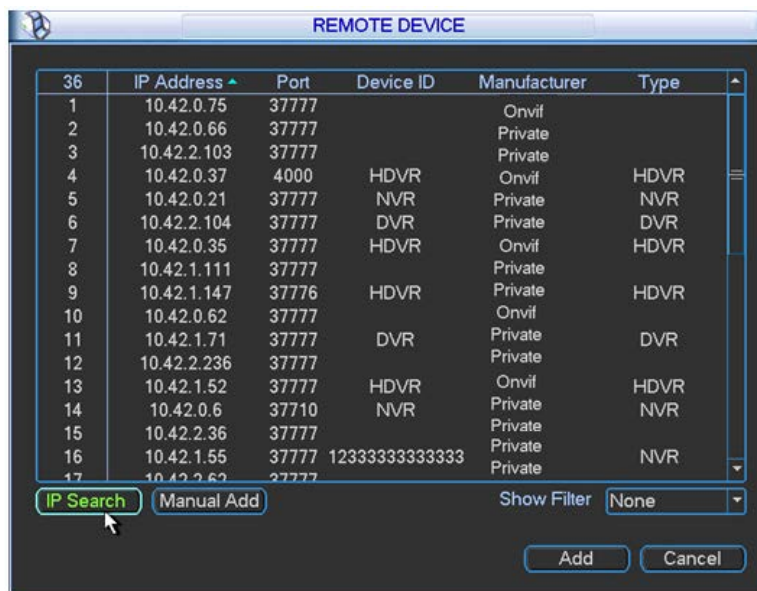 REMOTE DEVICE
36 IP Address Port Device ID Manufacturer Type
1 10.42.0.75 37777 Onvif
2 10.42.0.66 37777 Private
3 10.42.2.103 37777 Private
4 10.42.0.37 4000 HDVR Onvif HDVR
5 10.42.0.21 37777 NVR Private NVR
6 10.42.2.104 37777 DVR Private DVR
7 10.42.0.35 37777 HDVR Onvif HDVR
8 10.42.1.111 37777 Private
9 10.42.1.147 37776 HDVR Private HDVR
10 10.42.0.62 37777 Onvif
11 10.42.1.71 37777 DVR Private DVR
12 10.42.2.236 37777 Private
13 10.42.1.52 37777 HDVR Onvif HDVR
14 10.42.0.6 37710 NVR Private NVR
15 10.42.2.36 37777 Private
16 10.42.1.55 37777 12333333333333 Private NVR
17 10.42.2.62 37777 Private
IP Search Manual Add Show Filter None
Add Cancel